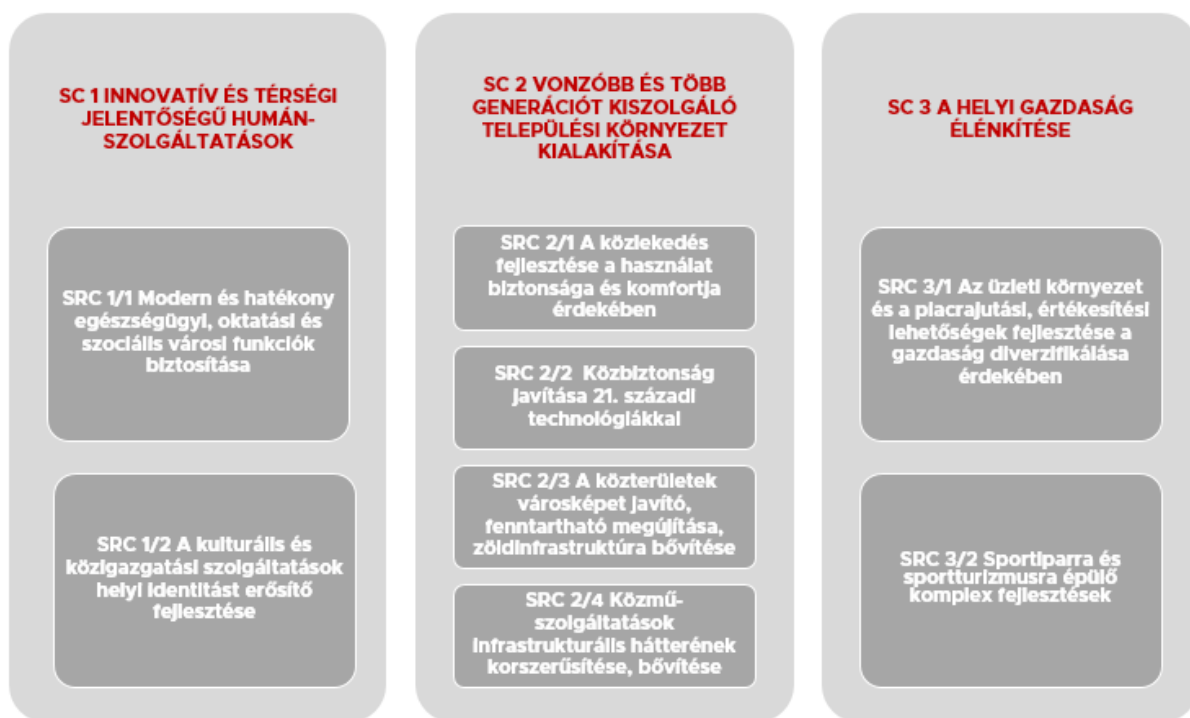 SC 1 INNOVATÍV ÉS TÉRSÉGI
JELENTŐSÉGŰ HUMÁN-
SZOLGÁLTATÁSOK
SRC 1/1 Modern és hatékony
egészségügyi, oktatási és
szociális városi funkciók
biztosítása
SRC 1/2 A kulturális és
közigazgatási szolgáltatások
helyi identitást erősítő
fejlesztése
SC 2 VONZÓBB ÉS TÖBB
GENERÁCIÓT KISZOLGÁLÓ
TELEPÜLÉSI KÖRNYEZET
KIALAKÍTÁSA
SRC 2/1 A közlekedés
fejlesztése a használat
biztonsága és komfortja
érdekében
SRC 2/2 Közbiztonság
javítása 21. századi
technológiákkal
SRC 2/3 A közterületek
városképet javító,
fenntartható megújítása,
zöldinfrastruktúra bővítése
SRC 2/4 Közmű-
szolgáltatások
infrastrukturális hátterének
korszerűsítése, bővítése
SC 3 A HELYI GAZDASÁG
ÉLÉNKÍTÉSE
SRC 3/1 Az üzleti környezet
és a piacrajutási, értékesítési
lehetőségek fejlesztése a
gazdaság diverzifikálása
érdekében
SRC 3/2 Sportiparra és
sportturizmusra épülő
komplex fejlesztések